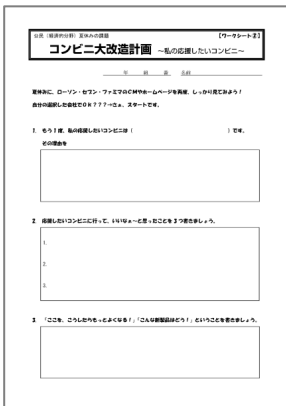 公民(経済的分野)夏休みの課題 【ワークシート②】
コンビニ大改造計画 ~私の応援したいコンビニ~
年 組 番 名前
夏休みに、ローソン・セブン・ファミマのCMやホームページを再度、しっかり見てみよう!
自分の選択した会社でOK???→さぁ、スタートです。
1. もう1度、私の応援したいコンビニは( )です。
その理由を
2. 応援したいコンビニに行って、いいなぁ~と思ったことを3つ書きましょう。
1.
2.
3.
3. 「ここを、こうしたらもっとよくなる!」「こんな新製品はどう!」ということを書きましょう。